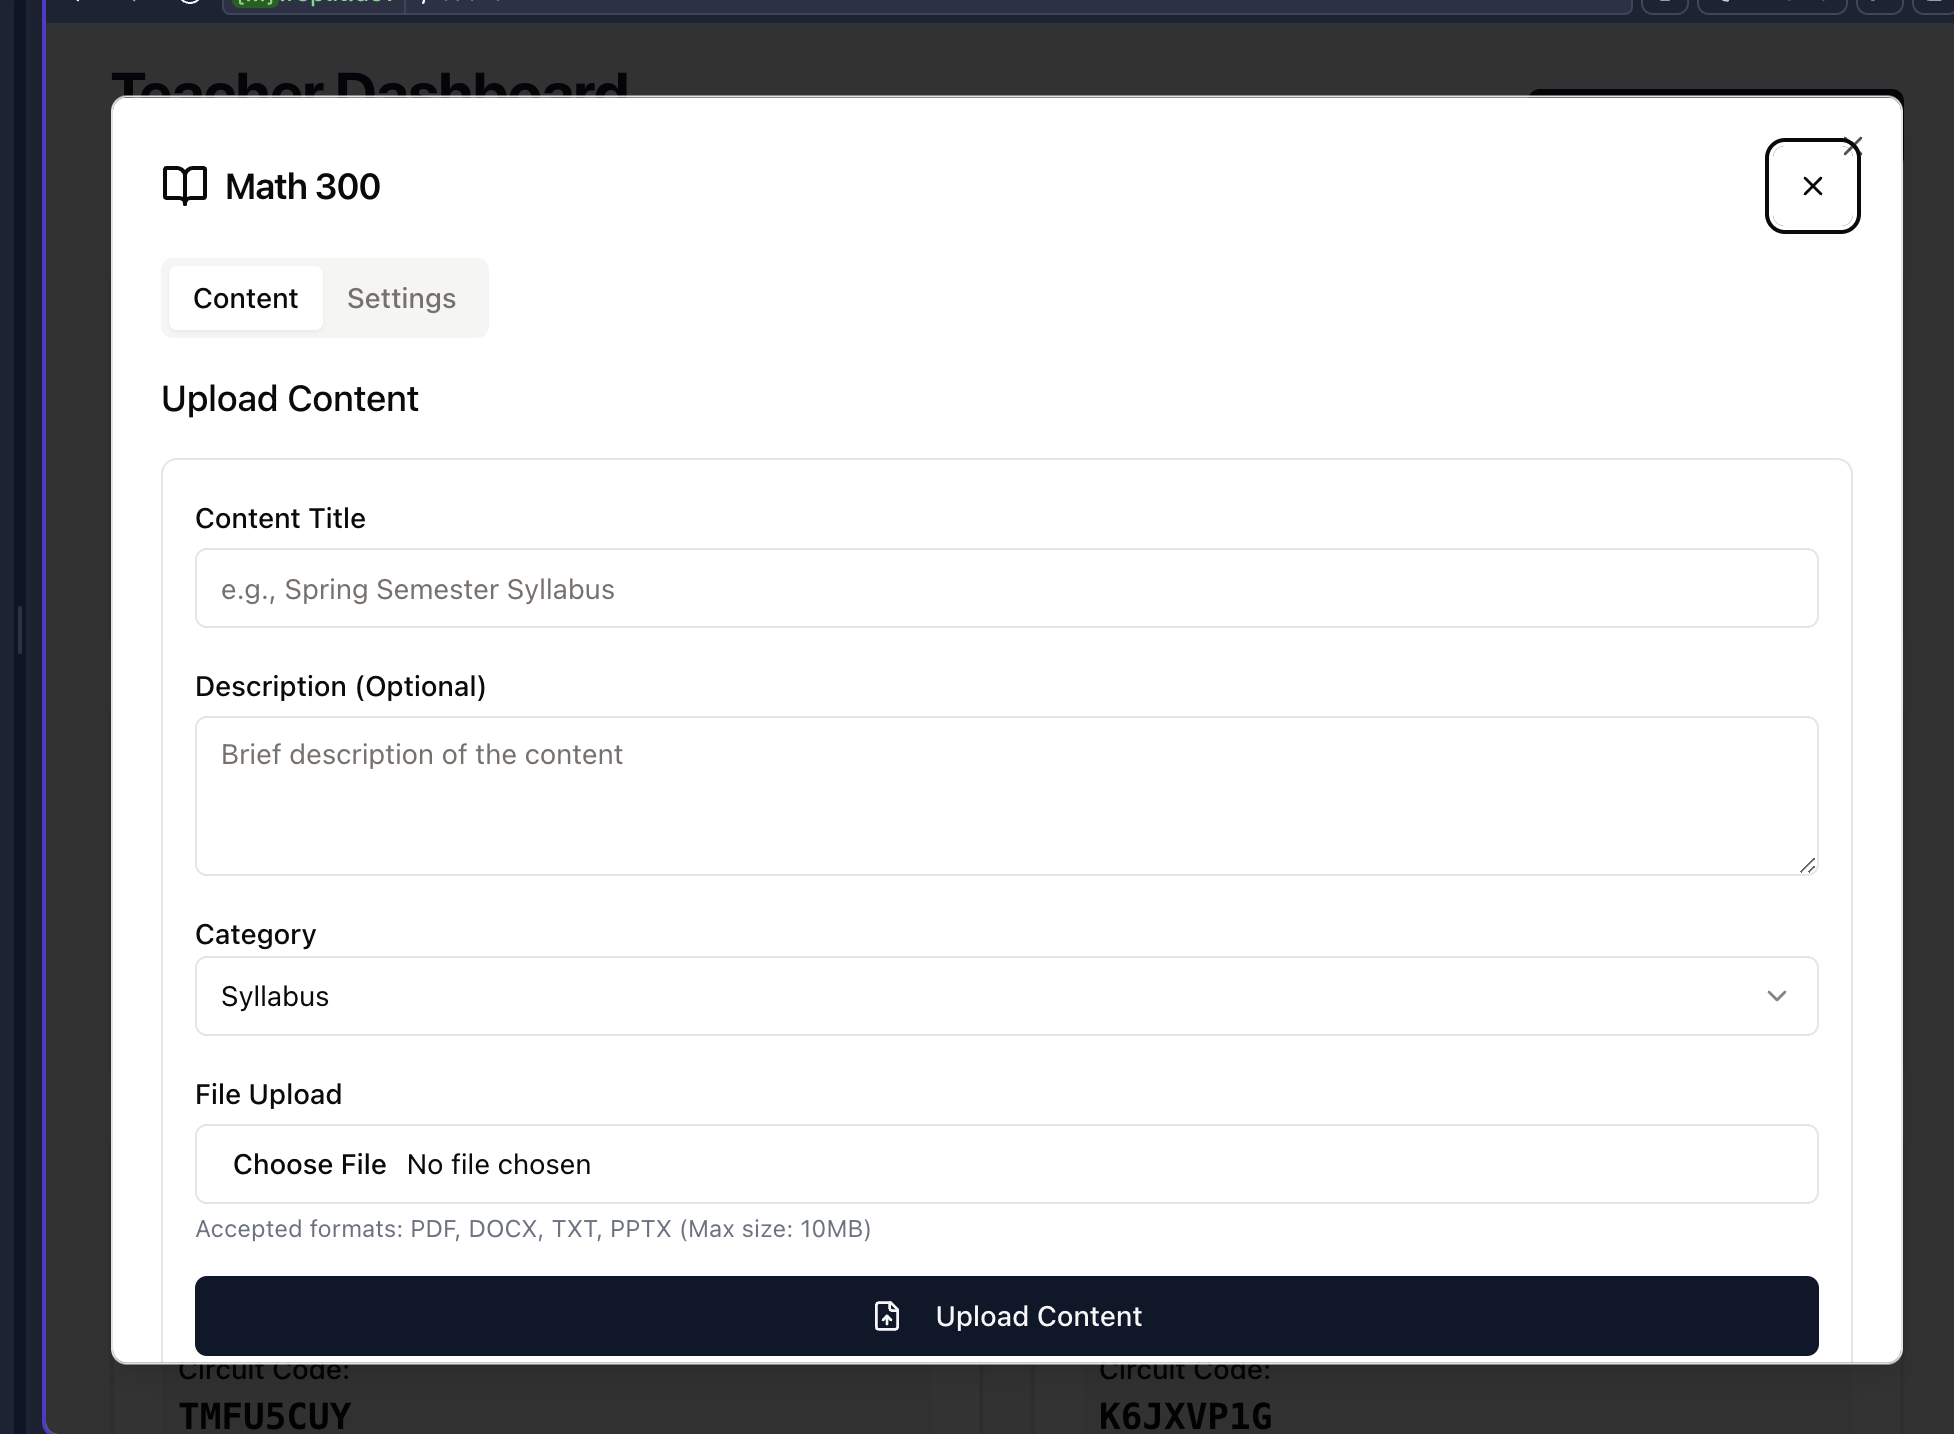 Teacher Dashboard
Math 300
Content
Settings
Upload Content
Content Title
e.g., Spring Semester Syllabus
Description (Optional)
Brief description of the content
Category
Syllabus
File Upload
Choose File No file chosen
Accepted formats: PDF, DOCX, TXT, PPTX (Max size: 10MB)
Upload Content
Circuit Code:
Circuit Code:
TMFU5CUY
K6JXVP1G